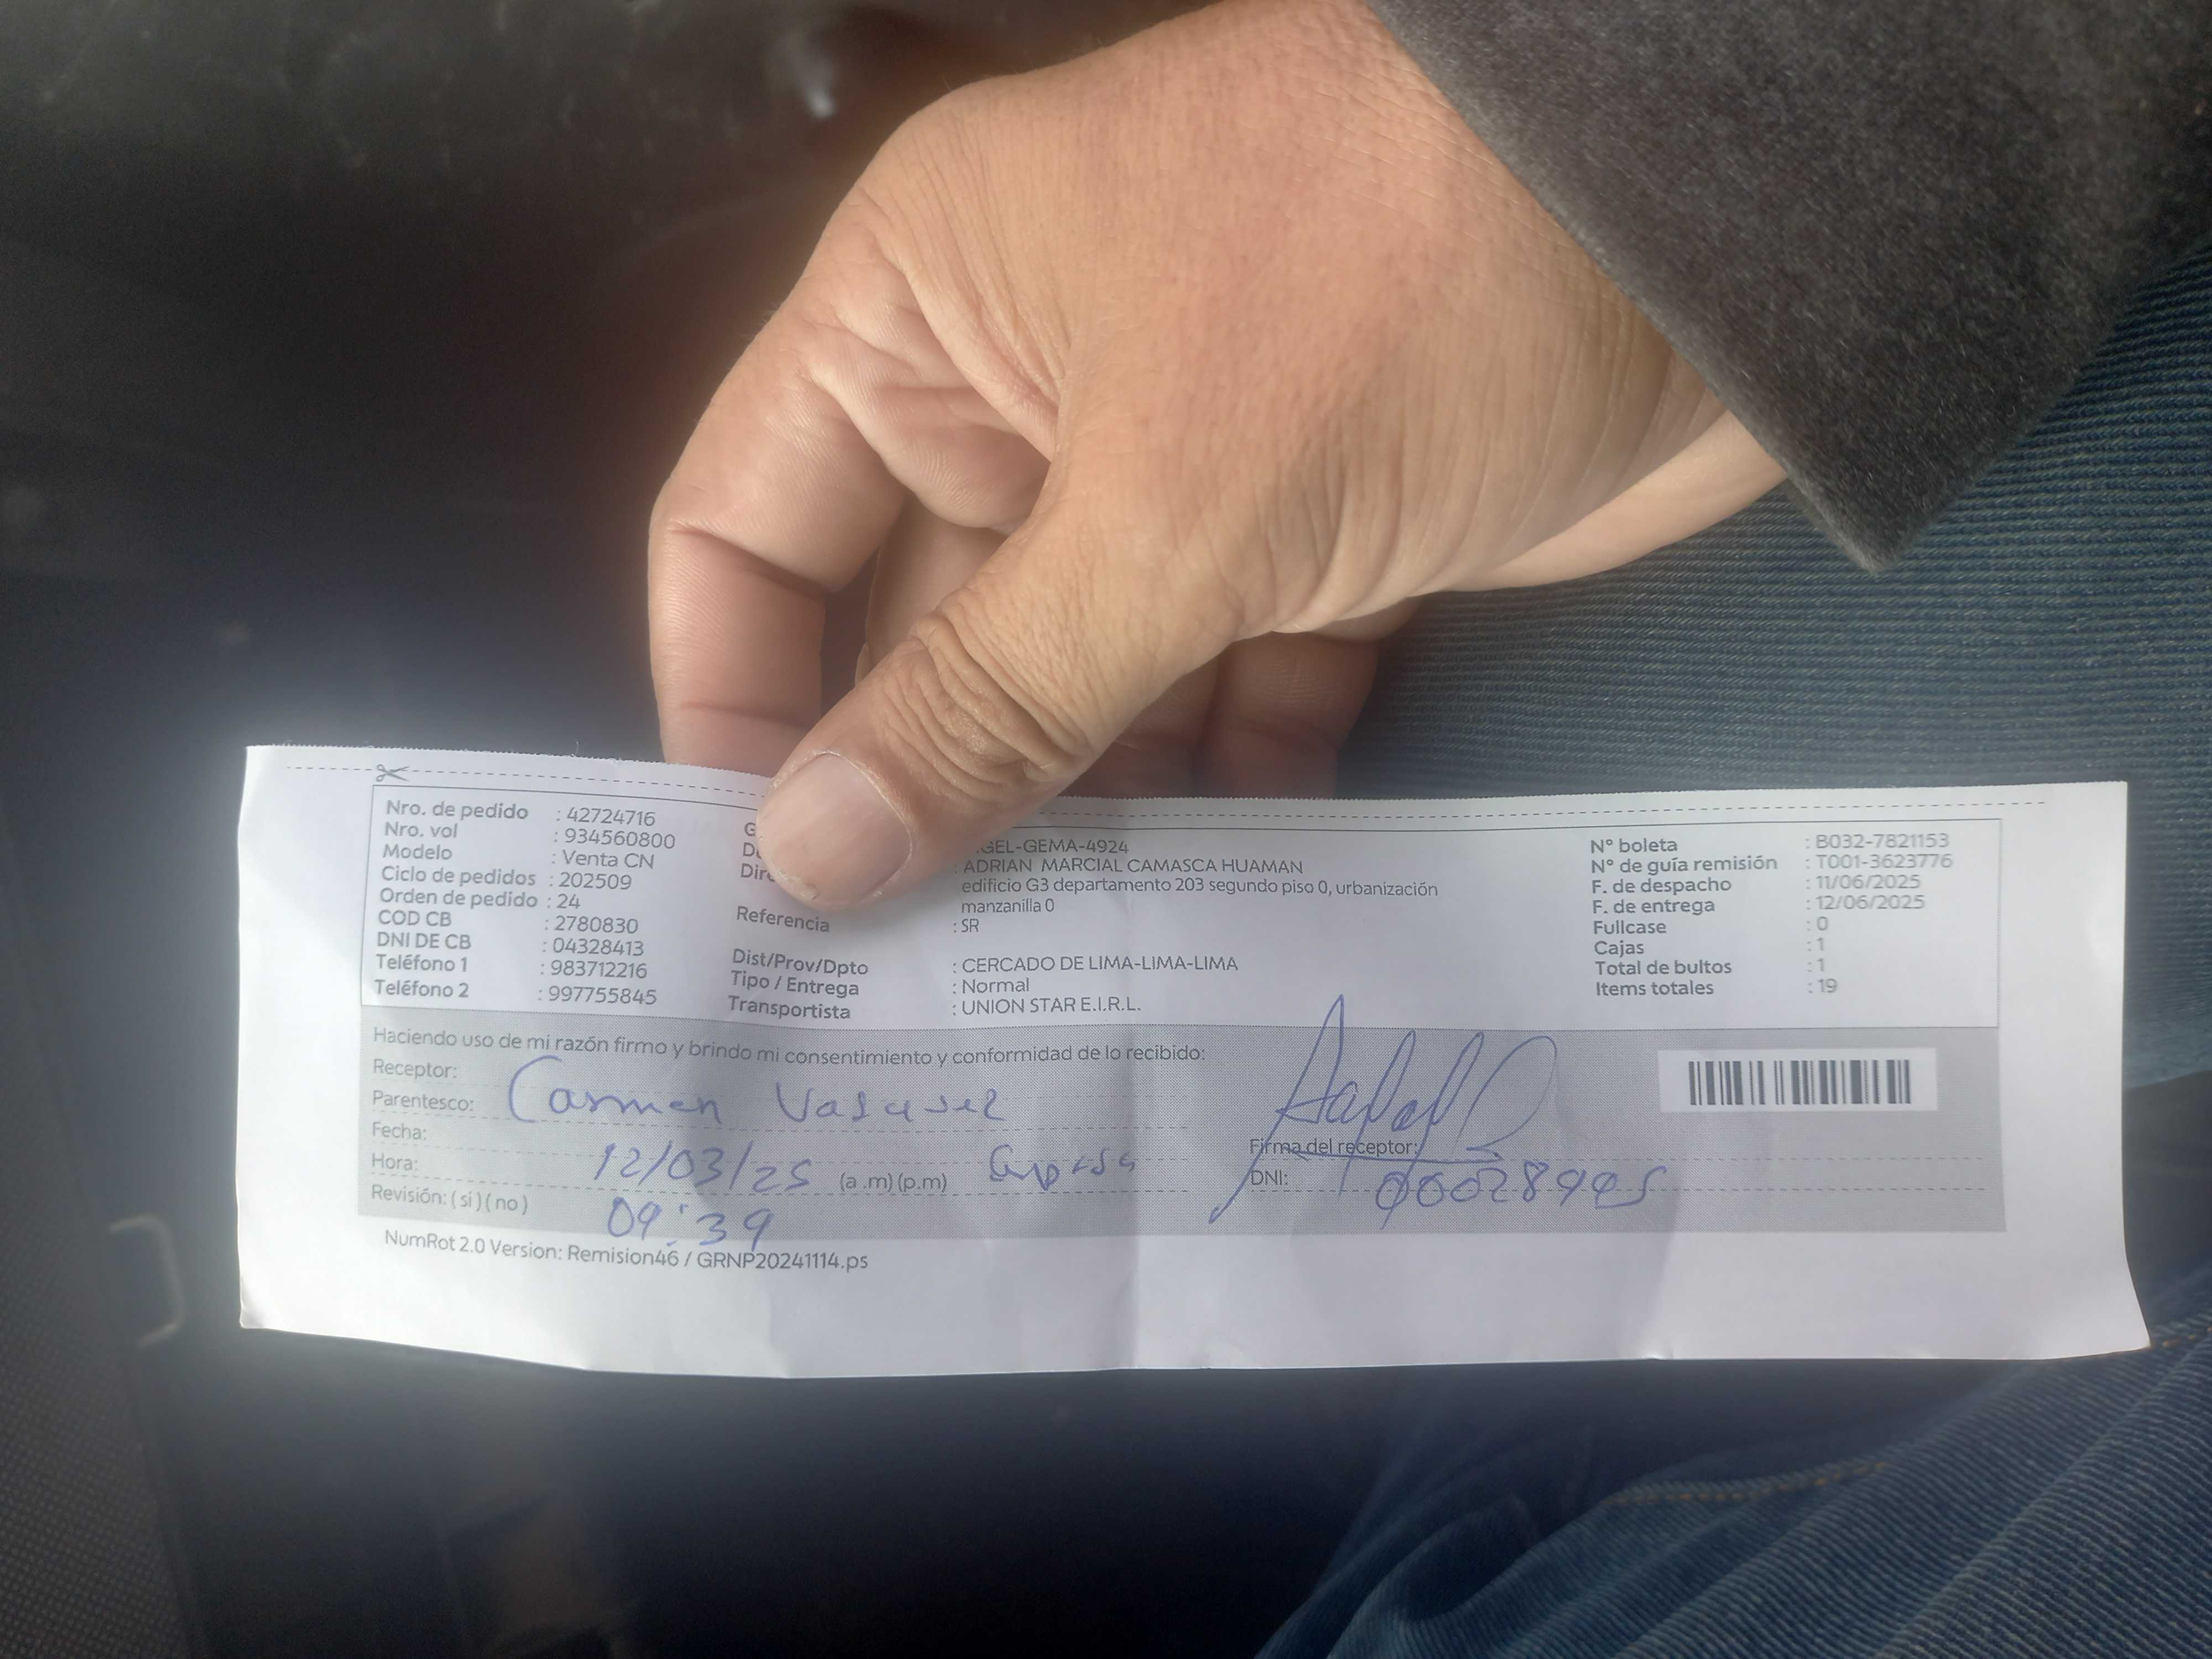 Nro. de pedido : 42724716
Nro. vol : 934560800
Modelo : Venta CN
Ciclo de pedidos : 202509
Orden de pedido : 24
COD CB : 2780830
DNI DE CB : 04328413
Teléfono 1 : 983712216
Teléfono 2 : 997755845
GEL-GEMA-4924
: ADRIAN MARCIAL CAMASCA HUAMAN
edificio G3 departamento 203 segundo piso 0, urbanización
manzanilla 0
Referencia : SR
Dist/Prov/Dpto : CERCADO DE LIMA-LIMA-LIMA
Tipo / Entrega : Normal
Transportista : UNION STAR E.I.R.L.
N° boleta : B032-7821153
N° de guía remisión : T001-3623776
F. de despacho : 11/06/2025
F. de entrega : 12/06/2025
Fullcase : 0
Cajas : 1
Total de bultos : 1
Items totales : 19
Haciendo uso de mi razón firmo y brindo mi consentimiento y conformidad de lo recibido:
Receptor:
Parentesco: Carmen
Fecha:
Hora: 12/03/25 (a .m) (p.m)
Revisión: ( si ) ( no ) 09:39
Firma del receptor:
DNI:
NumRot 2.0 Version: Remision46 / GRNP20241114.ps